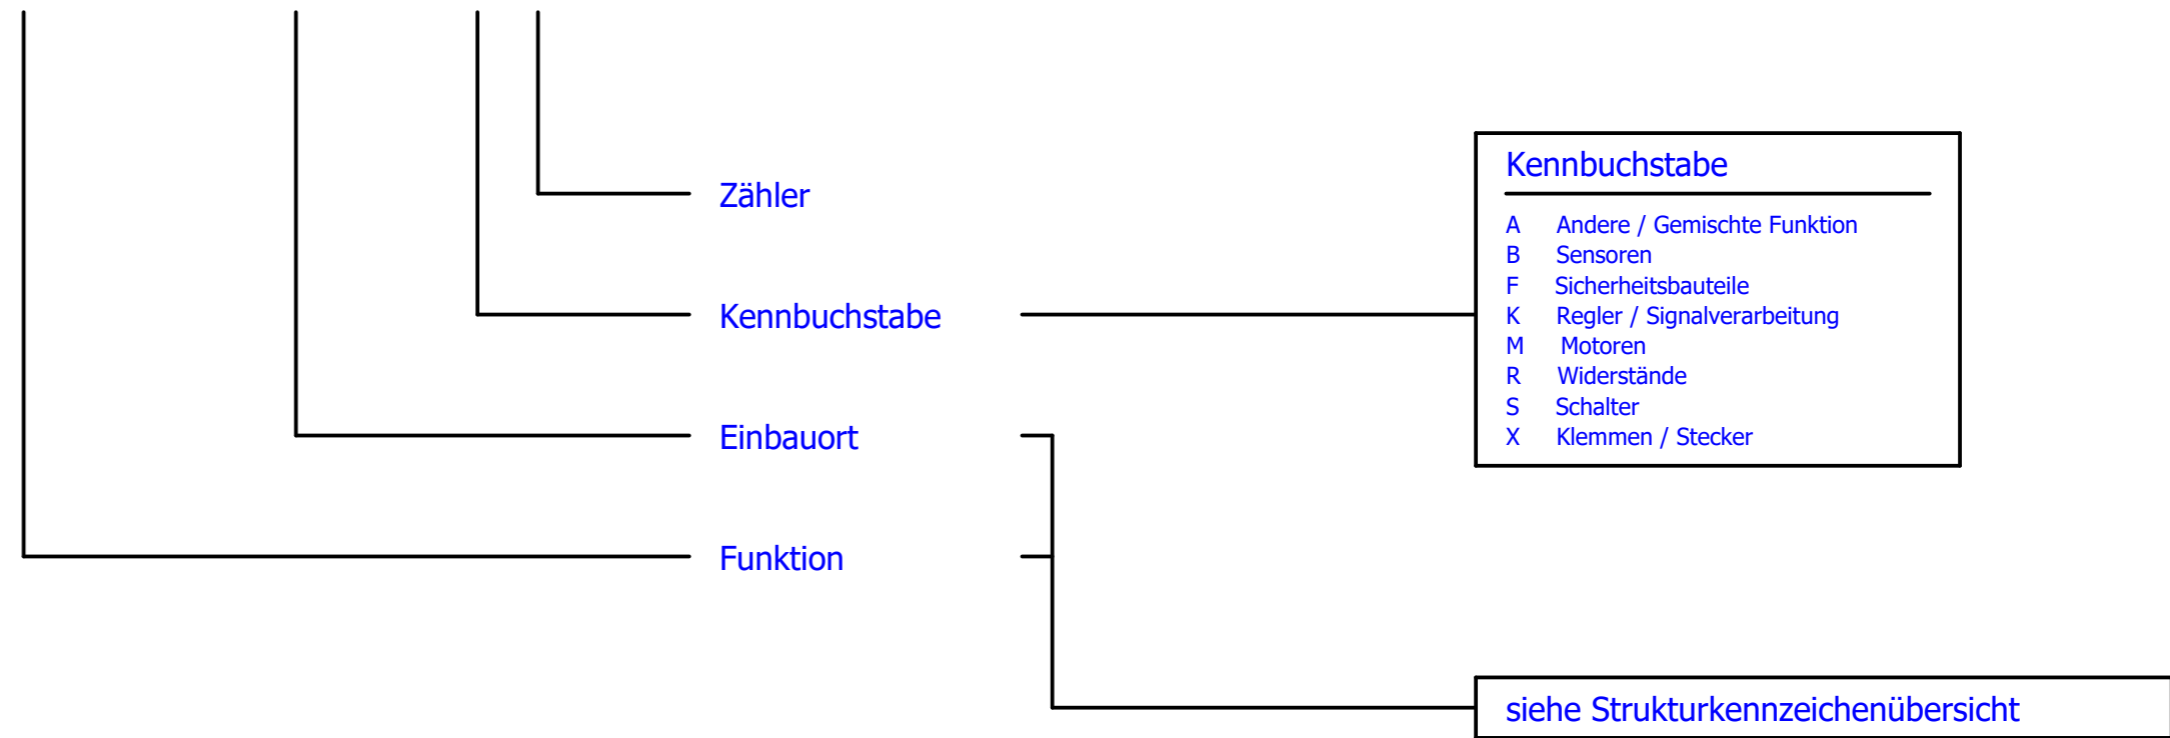 Zähler
Kennbuchstabe
Einbauort
Funktion
Kennbuchstabe
A Andere / Gemischte Funktion
B Sensoren
F Sicherheitsbauteile
K Regler / Signalverarbeitung
M Motoren
R Widerstände
S Schalter
X Klemmen / Stecker
siehe Strukturkennzeichenübersicht